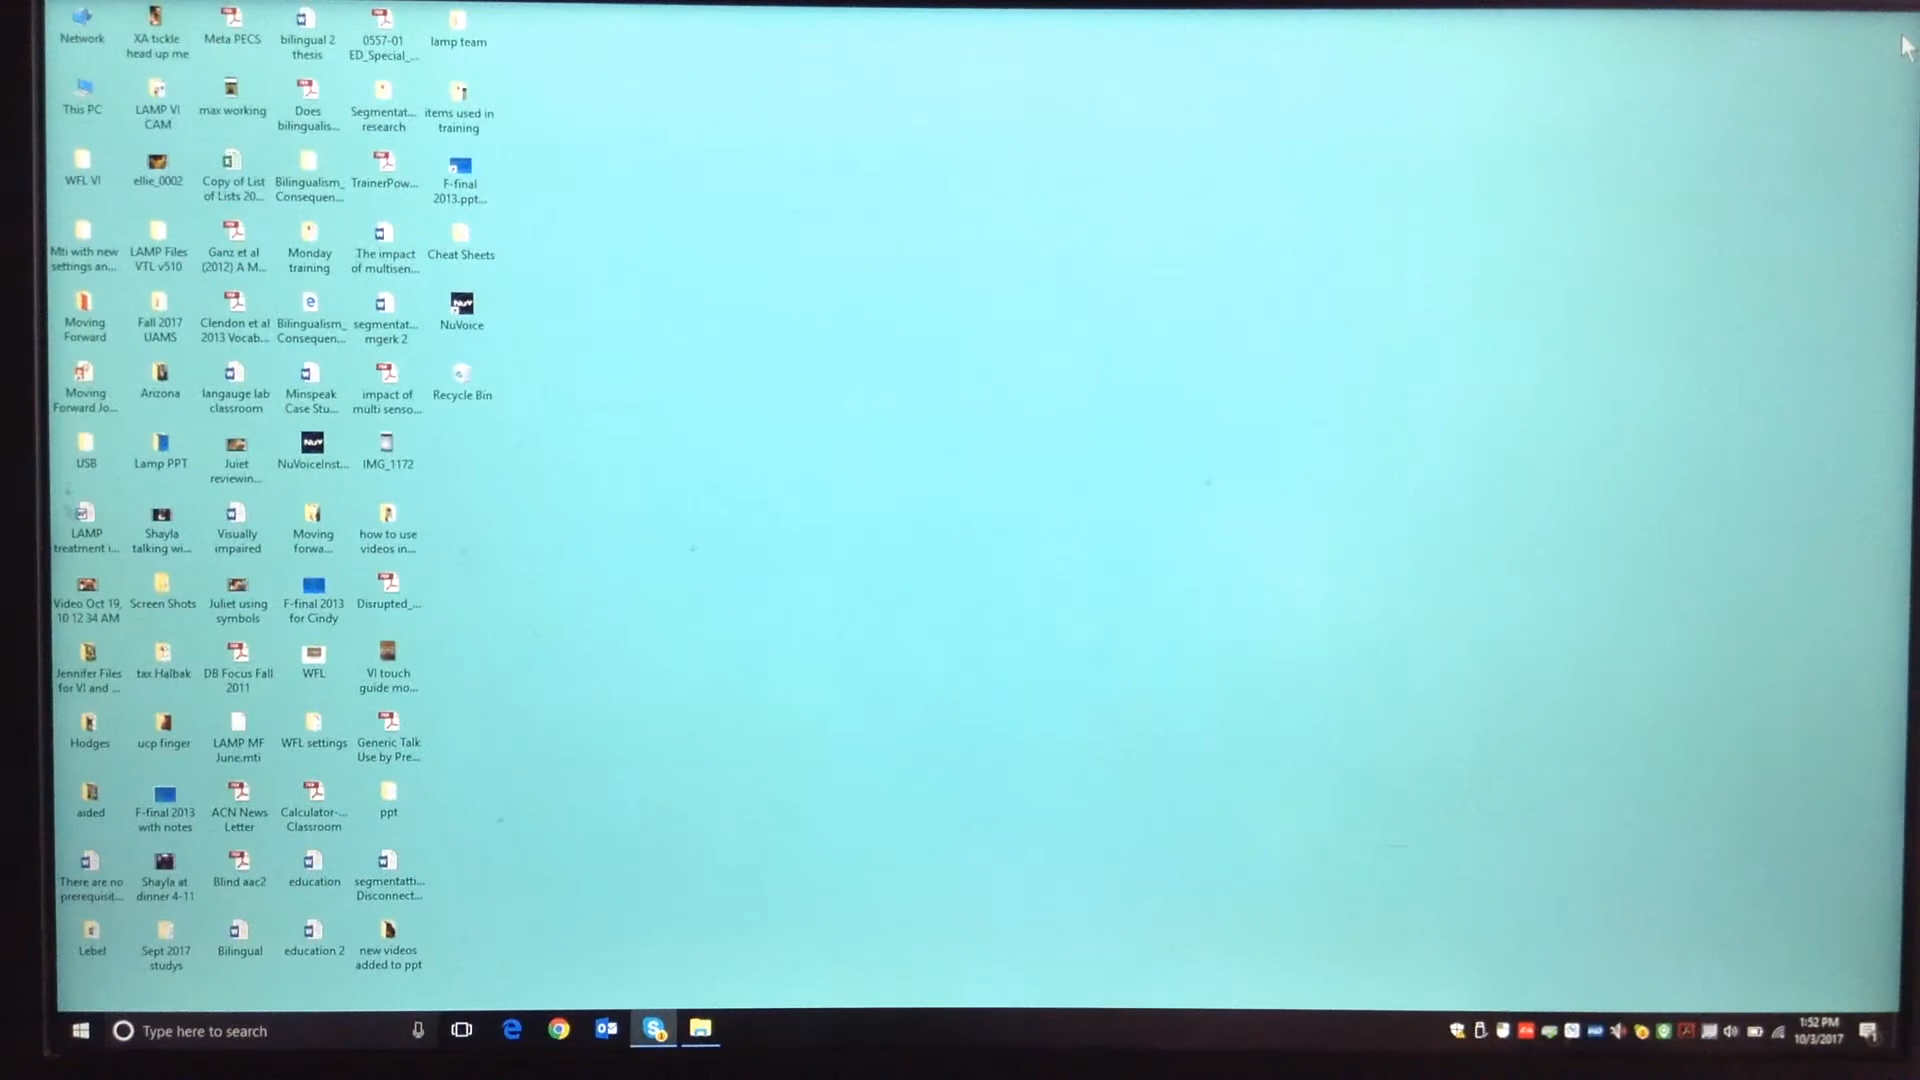 Network
XA tickle
head up me
Meta PECS
bilingual 2
thesis
0557-01
ED_Special_...
lamp team
This PC
LAMP VI
CAM
max working
Does
bilingualis...
Segmentat...
research
items used in
training
WFL VI
ellie_0002
Copy of List
of Lists 20...
Bilingualism_
Consequen...
TrainerPow...
F-final
2013.ppt...
Mti with new
settings an...
LAMP Files
VTL v510
Ganz et al
(2012) A M...
Monday
training
The impact
of multisen...
Cheat Sheets
Moving
Forward
Fall 2017
UAMS
Clendon et al
2013 Vocab...
Bilingualism_
Consequen...
segmentat...
mgerk 2
NuVoice
Moving
Forward Jo...
Arizona
langauge lab
classroom
Minspeak
Case Stu...
impact of
multi senso...
Recycle Bin
USB
Lamp PPT
Juiet
reviewin...
NuVoiceInst...
IMG_1172
LAMP
treatment i...
Shayla
talking wi...
Visually
impaired
Moving
forwa...
how to use
videos in...
Video Oct 19,
10 12 34 AM
Screen Shots
Juliet using
symbols
F-final 2013
for Cindy
Disrupted_...
Jennifer Files
for VI and ...
tax Halbak
DB Focus Fall
2011
WFL
VI touch
guide mo...
Hodges
ucp finger
LAMP MF
June.mti
WFL settings
Generic Talk
Use by Pre...
aided
F-final 2013
with notes
ACN News
Letter
Calculator-...
Classroom
ppt
There are no
prerequisit...
Shayla at
dinner 4-11
Blind aac2
education
segmentatti...
Disconnect...
Lebel
Sept 2017
studys
Bilingual
education 2
new videos
added to ppt
Type here to search
1:52 PM
10/3/2017